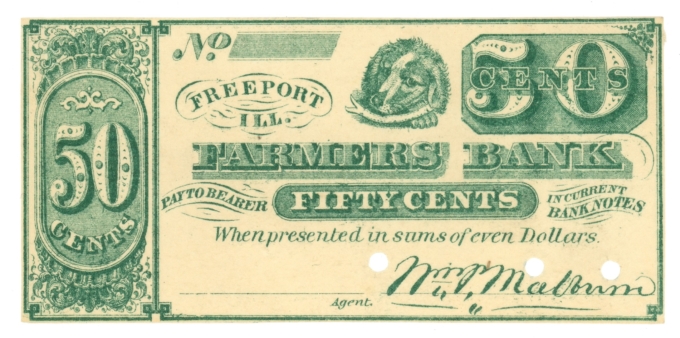 50
CENTS
No.
FREEPORT
ILL.
50
CENTS
FARMERS BANK
PAY TO BEARER FIFTY CENTS IN CURRENT BANK NOTES
When presented in sums of even Dollars.
Agent.